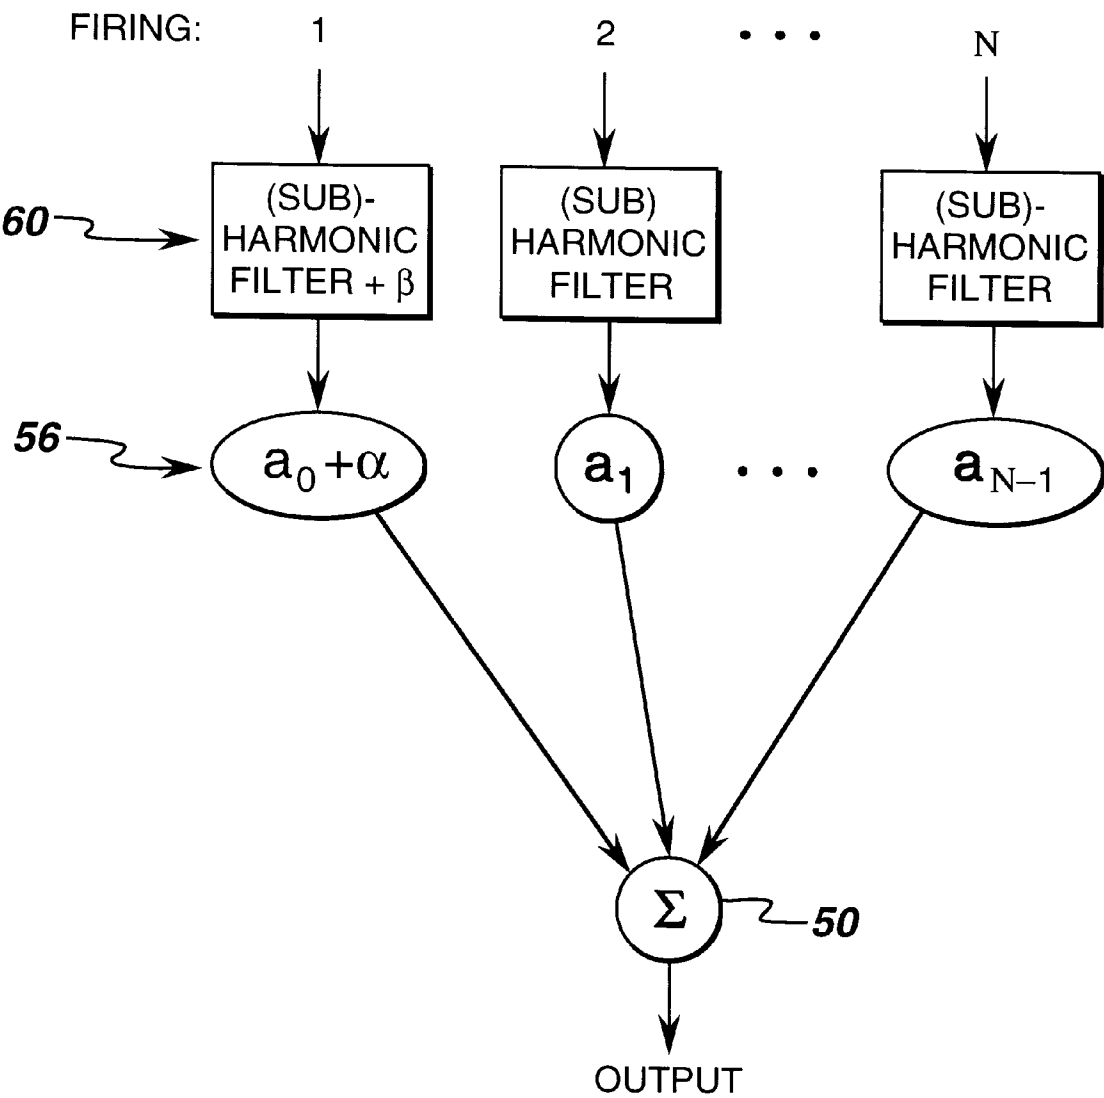 FIRING: 1 2 • • • N
(SUB)- (SUB) (SUB)-
60 HARMONIC HARMONIC HARMONIC
FILTER + β FILTER FILTER
56 a₀+α a₁ • • • a N–1
Σ 50
OUTPUT